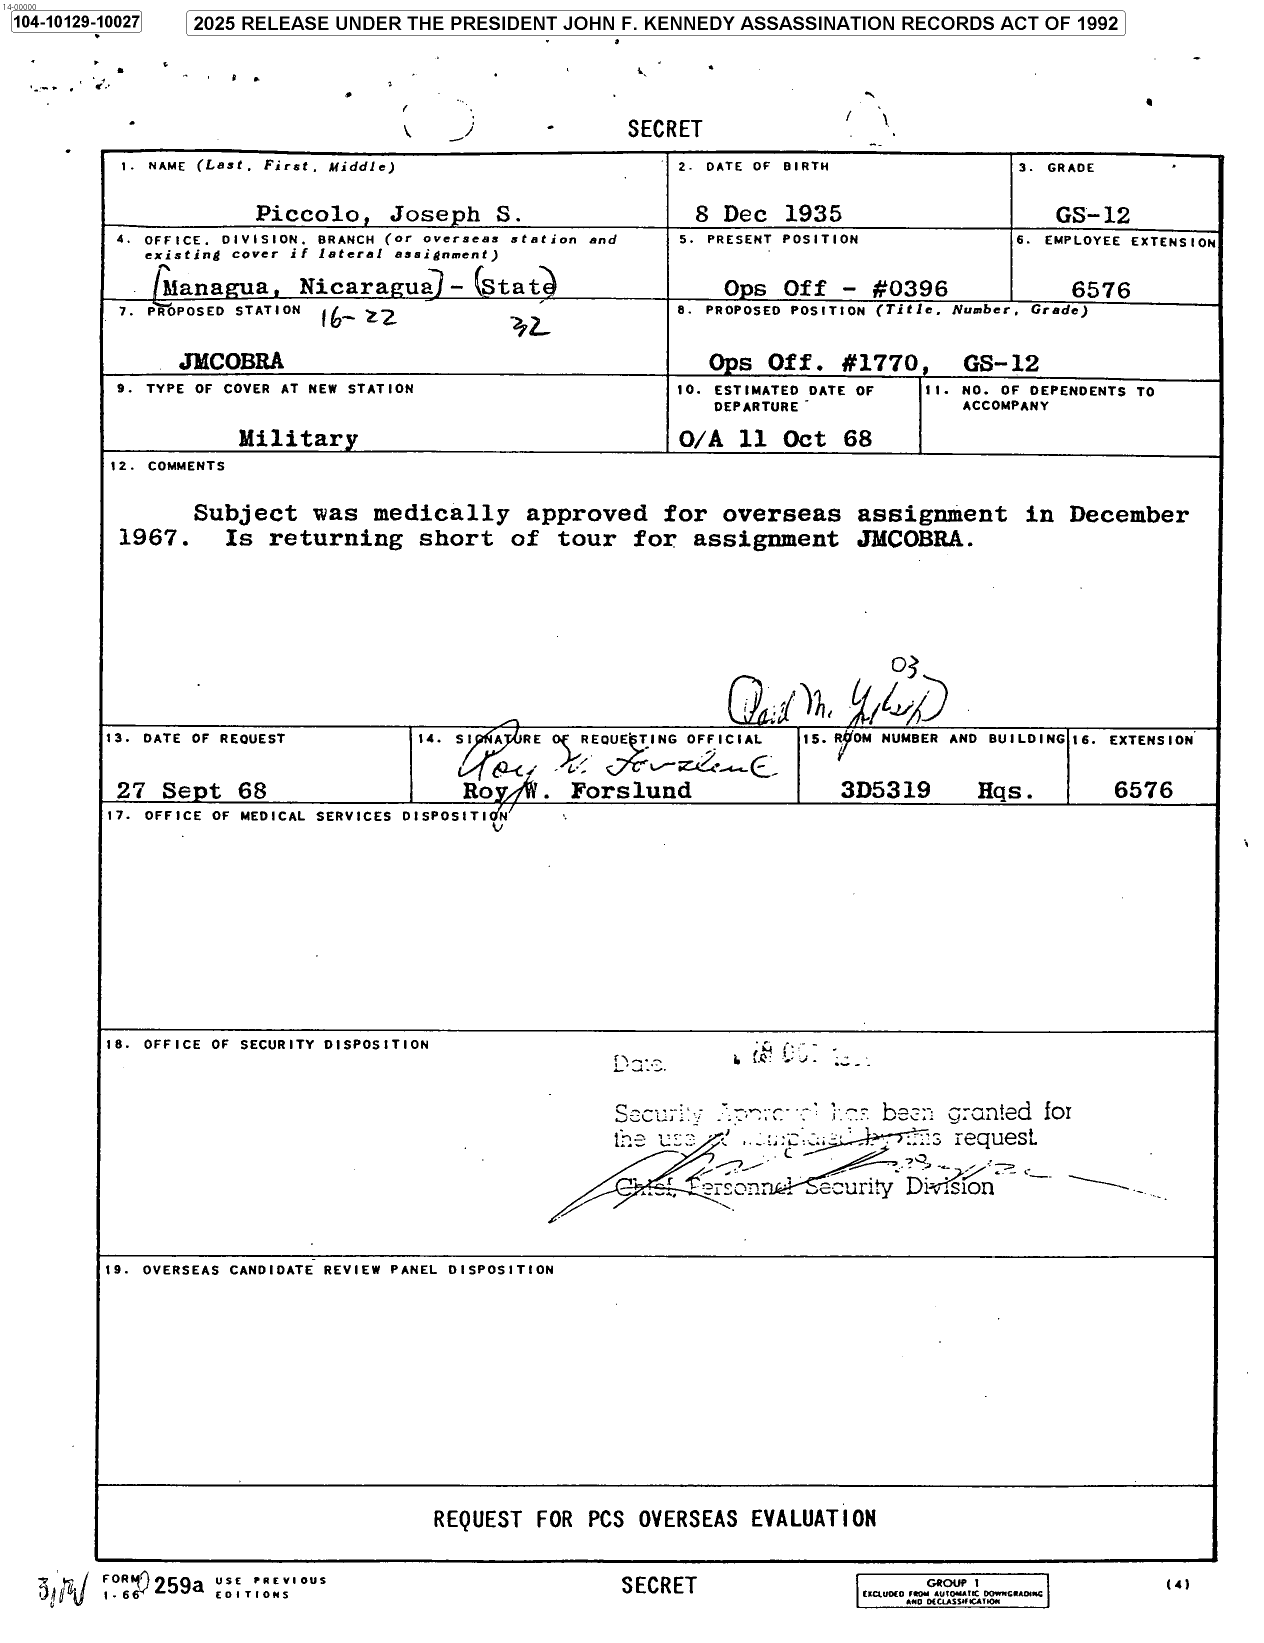 14-00000
104-10129-10027
2025 RELEASE UNDER THE PRESIDENT JOHN F. KENNEDY ASSASSINATION RECORDS ACT OF 1992
SECRET
1. NAME (Last, First, Middle)
Piccolo, Joseph S.
2. DATE OF BIRTH
8 Dec 1935
3. GRADE
GS-12
4. OFFICE, DIVISION, BRANCH (or overseas station and
existing cover if lateral assignment)
[Managua, Nicaragua] - (State)
5. PRESENT POSITION
Ops Off - #0396
6. EMPLOYEE EXTENSION
6576
7. PROPOSED STATION
16-22 32
JMCOBRA
8. PROPOSED POSITION (Title, Number, Grade)
Ops Off. #1770, GS-12
9. TYPE OF COVER AT NEW STATION
Military
10. ESTIMATED DATE OF
DEPARTURE
O/A 11 Oct 68
11. NO. OF DEPENDENTS TO
ACCOMPANY
12. COMMENTS
Subject was medically approved for overseas assignment in December
1967. Is returning short of tour for assignment JMCOBRA.
03
13. DATE OF REQUEST
27 Sept 68
14. SIGNATURE OF REQUESTING OFFICIAL
Roy W. Forslund
15. ROOM NUMBER AND BUILDING
3D5319 Hqs.
16. EXTENSION
6576
17. OFFICE OF MEDICAL SERVICES DISPOSITION
18. OFFICE OF SECURITY DISPOSITION
Date.
OCT
Security Approval has been granted for
the use by this request
Chief, Personnel Security Division
19. OVERSEAS CANDIDATE REVIEW PANEL DISPOSITION
REQUEST FOR PCS OVERSEAS EVALUATION
FORM 259a USE PREVIOUS
1-66 EDITIONS
SECRET
GROUP 1
EXCLUDED FROM AUTOMATIC DOWNGRADING
AND DECLASSIFICATION
(4)